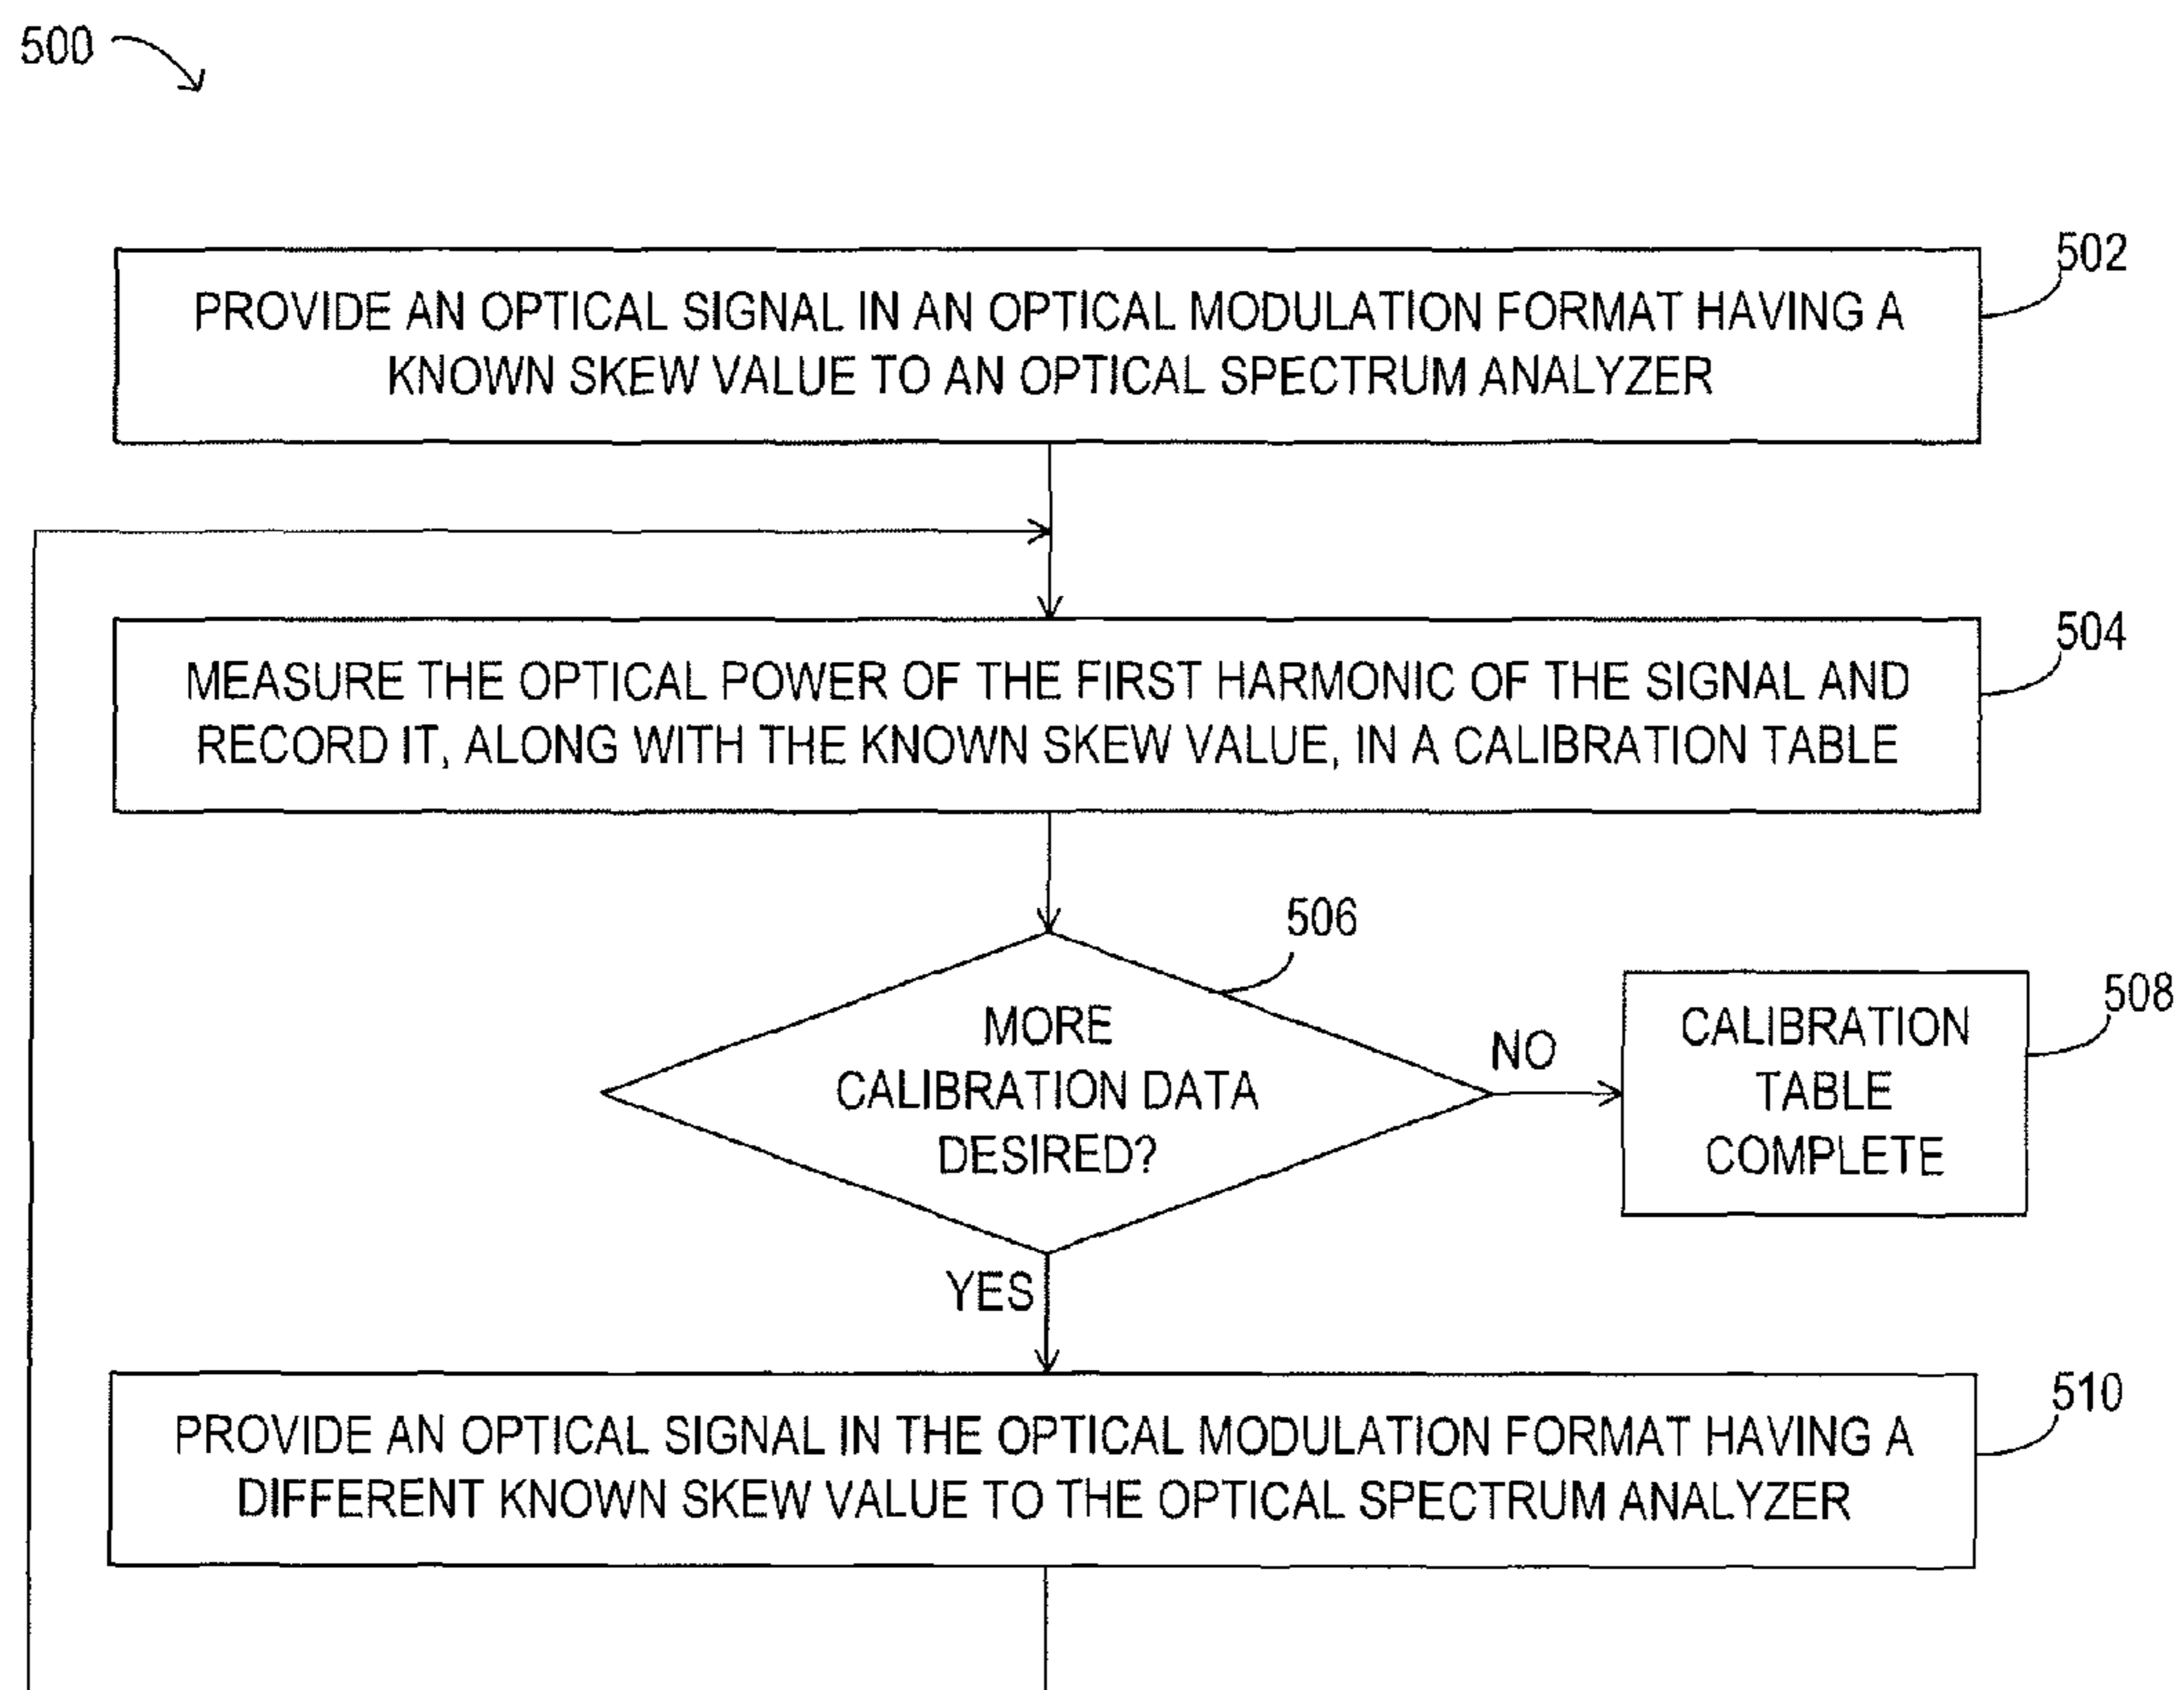 500
502
PROVIDE AN OPTICAL SIGNAL IN AN OPTICAL MODULATION FORMAT HAVING A
KNOWN SKEW VALUE TO AN OPTICAL SPECTRUM ANALYZER
504
MEASURE THE OPTICAL POWER OF THE FIRST HARMONIC OF THE SIGNAL AND
RECORD IT, ALONG WITH THE KNOWN SKEW VALUE, IN A CALIBRATION TABLE
506
MORE
CALIBRATION DATA
DESIRED?
NO
508
CALIBRATION
TABLE
COMPLETE
YES
510
PROVIDE AN OPTICAL SIGNAL IN THE OPTICAL MODULATION FORMAT HAVING A
DIFFERENT KNOWN SKEW VALUE TO THE OPTICAL SPECTRUM ANALYZER